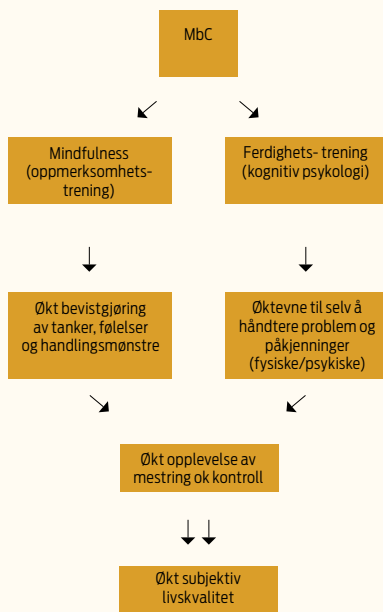 MbC
Mindfulness
(oppmerksomhets-
trening)
Ferdighets- trening
(kognitiv psykologi)
Økt bevistgjøring
av tanker, følelser
og handlingsmønstre
Øktevne til selv å
håndtere problem og
påkjenninger
(fysiske/psykiske)
Økt opplevelse av
mestring ok kontroll
Økt subjektiv
livskvalitet